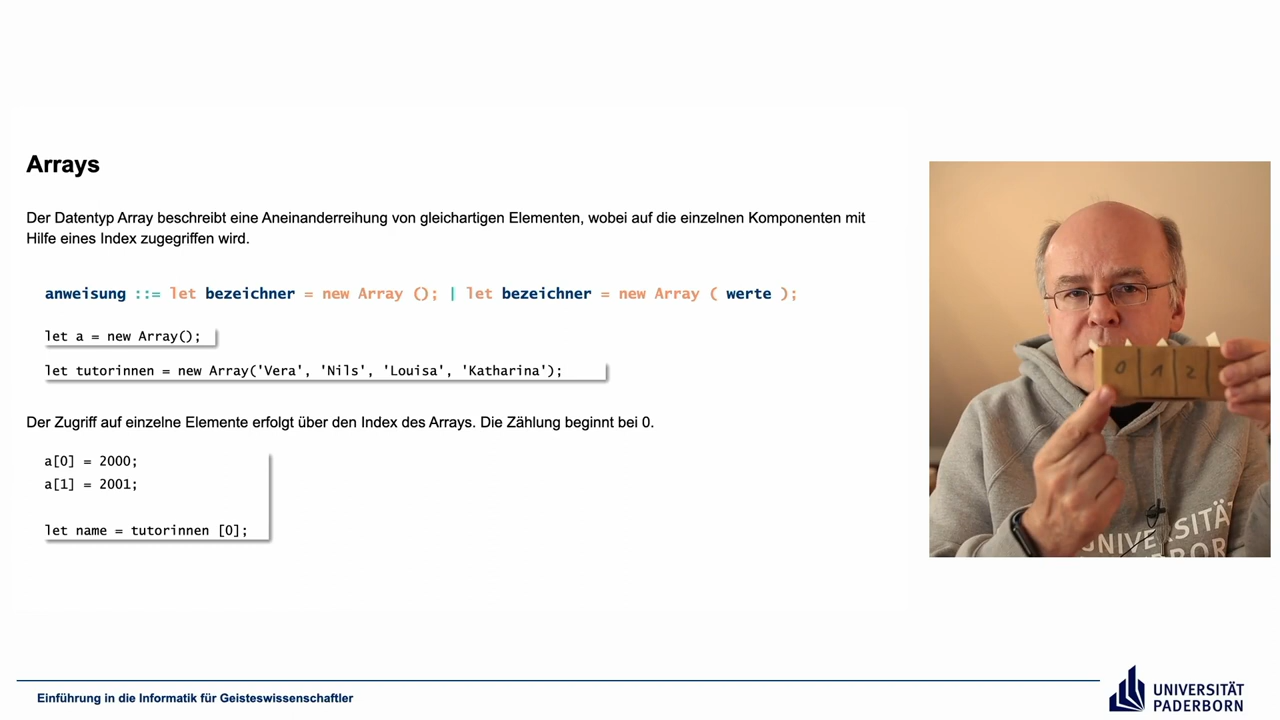 Arrays
Der Datentyp Array beschreibt eine Aneinanderreihung von gleichartigen Elementen, wobei auf die einzelnen Komponenten mit
Hilfe eines Index zugegriffen wird.
anweisung ::= let bezeichner = new Array (); | let bezeichner = new Array ( werte );
let a = new Array();
let tutorinnen = new Array('Vera', 'Nils', 'Louisa', 'Katharina');
Der Zugriff auf einzelne Elemente erfolgt über den Index des Arrays. Die Zählung beginnt bei 0.
a[0] = 2000;
a[1] = 2001;
let name = tutorinnen [0];
0 1 2
UNIVERSITÄ
PADERBOR
Einführung in die Informatik für Geisteswissenschaftler
UNIVERSITÄT
PADERBORN